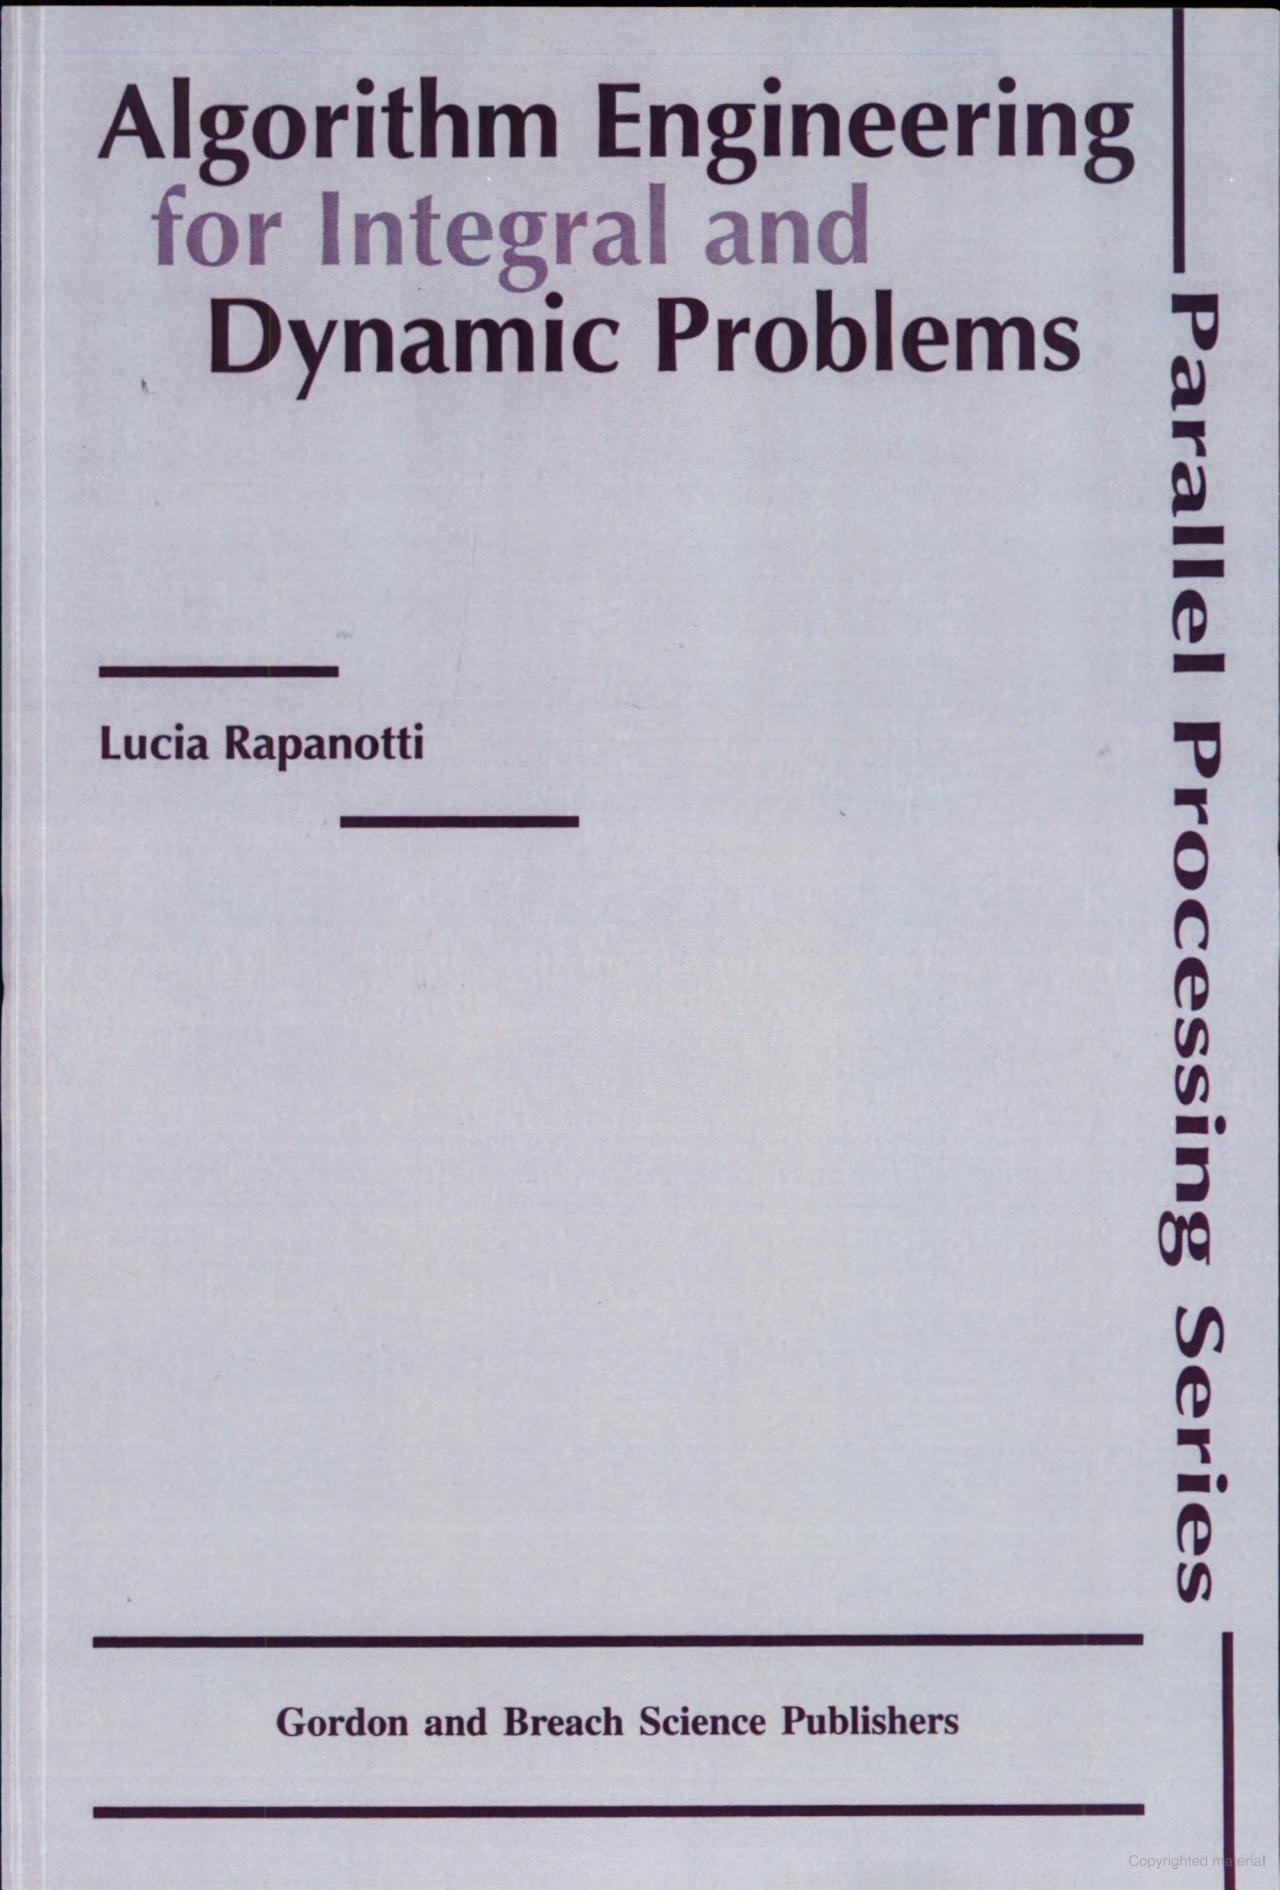 Algorithm Engineering
for Integral and
Dynamic Problems
Parallel Processing Series
Lucia Rapanotti
Gordon and Breach Science Publishers
Copyrighted material